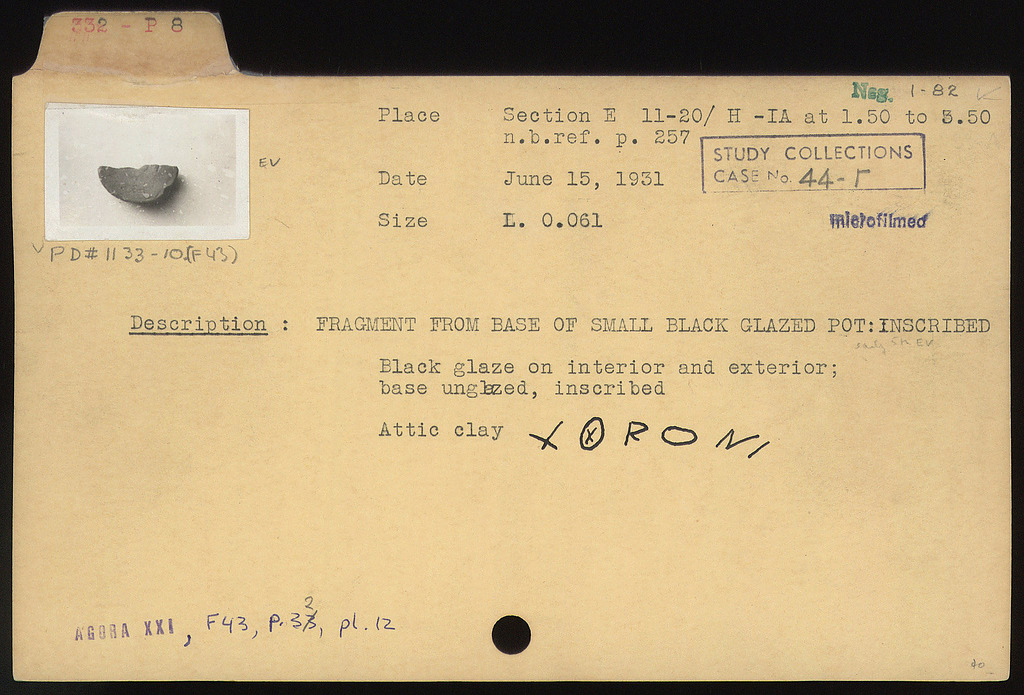 332 - P 8
Neg. 1-82
Place Section E 11-20/ H -IA at 1.50 to 3.50
n.b.ref. p. 257
STUDY COLLECTIONS
CASE No. 44-Γ
EV
Date June 15, 1931
Size L. 0.061
microfilmed
PD# 1133-10 (F43)
Description : FRAGMENT FROM BASE OF SMALL BLACK GLAZED POT: INSCRIBED
EV
Black glaze on interior and exterior;
base unglazed, inscribed
Attic clay X ⊗ R O N I
AGORA XXI, F43, P. 32, pl. 12